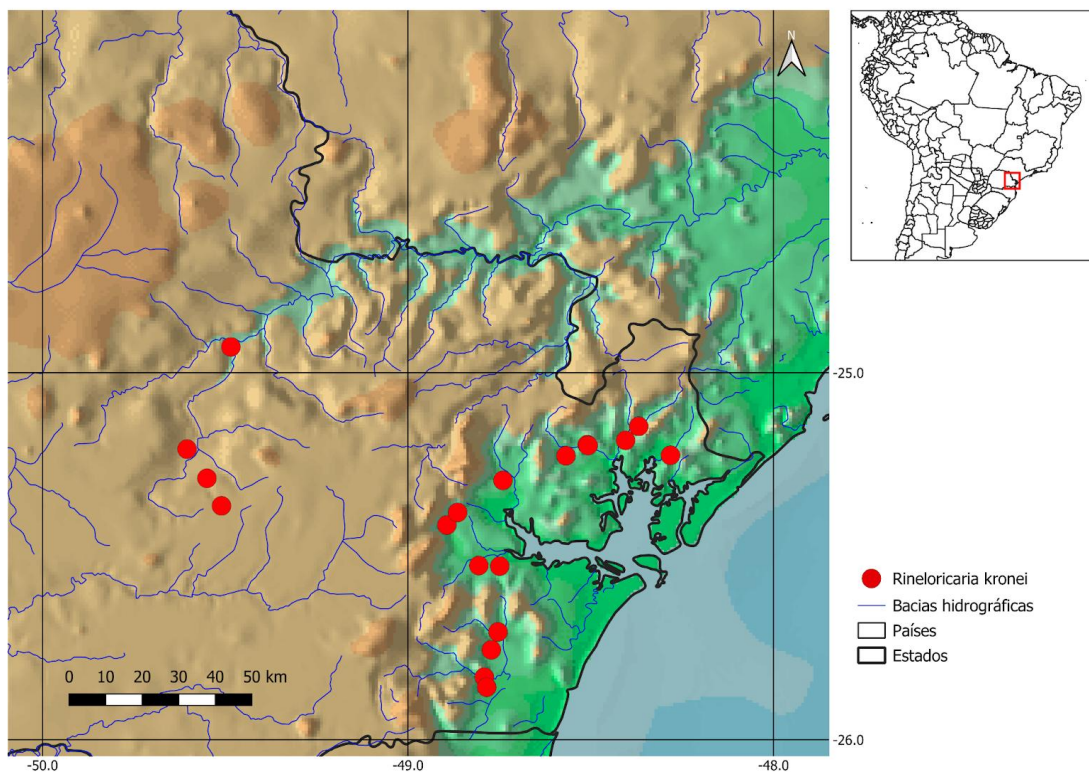 N
-25.0
0 10 20 30 40 50 km
-26.0
-50.0 -49.0 -48.0
Rineloricaria kronei
Bacias hidrográficas
Países
Estados